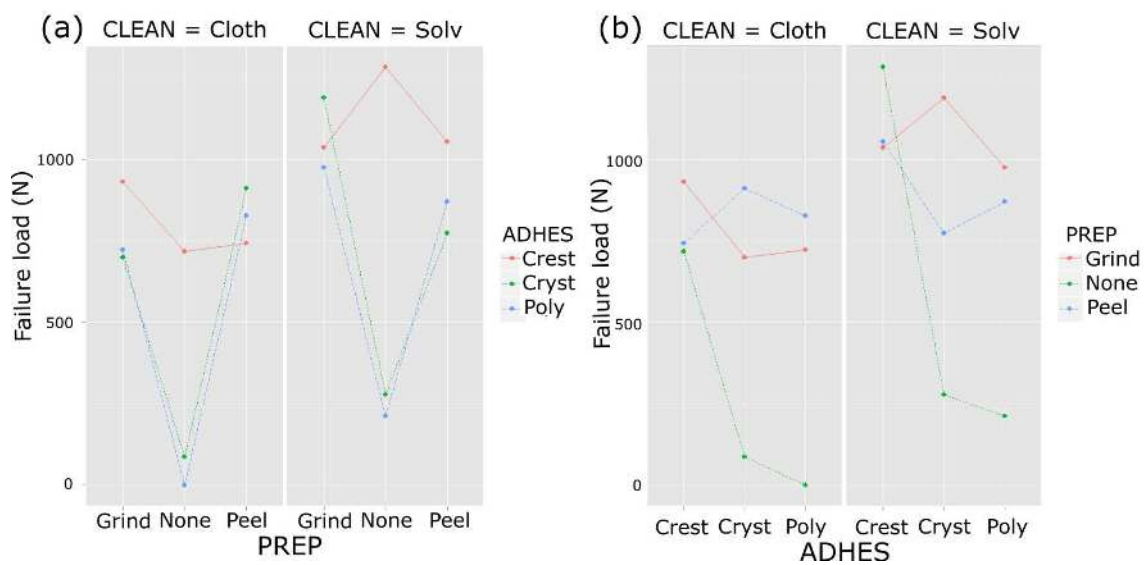 (a)
CLEAN = Cloth
CLEAN = Solv
Failure load (N)
1000
500
0
Grind None Peel
Grind None Peel
PREP
ADHES
Crest
Cryst
Poly
(b)
CLEAN = Cloth
CLEAN = Solv
Failure load (N)
1000
500
0
Crest Cryst Poly
Crest Cryst Poly
ADHES
PREP
Grind
None
Peel